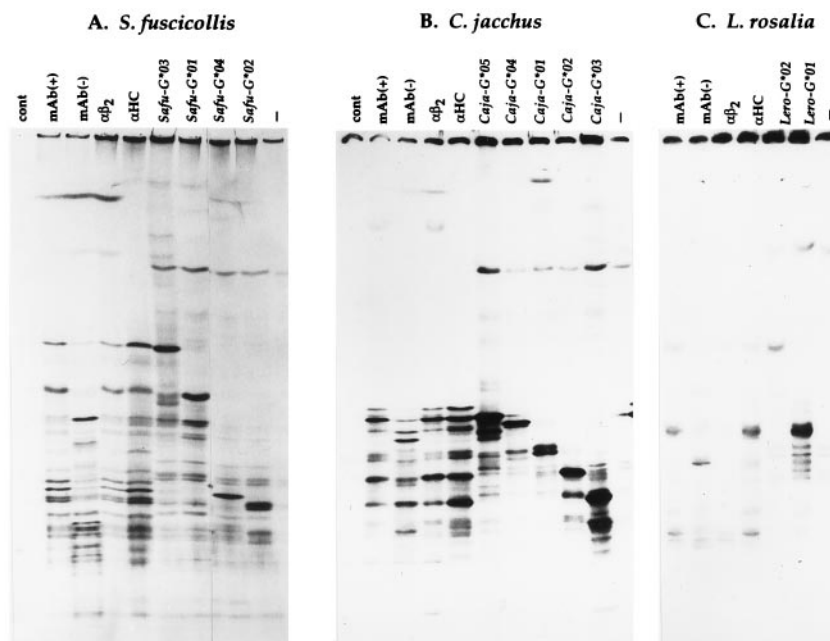 A. S. fuscicollis
cont
mAb(+)
mAb(-)
αβ2
αHC
Safu-G*03
Safu-G*01
Safu-G*04
Safu-G*02
–
B. C. jacchus
cont
mAb(+)
mAb(-)
αβ2
αHC
Caja-G*05
Caja-G*04
Caja-G*01
Caja-G*02
Caja-G*03
–
C. L. rosalia
mAb(+)
mAb(-)
αβ2
αHC
Lero-G*02
Lero-G*01
–